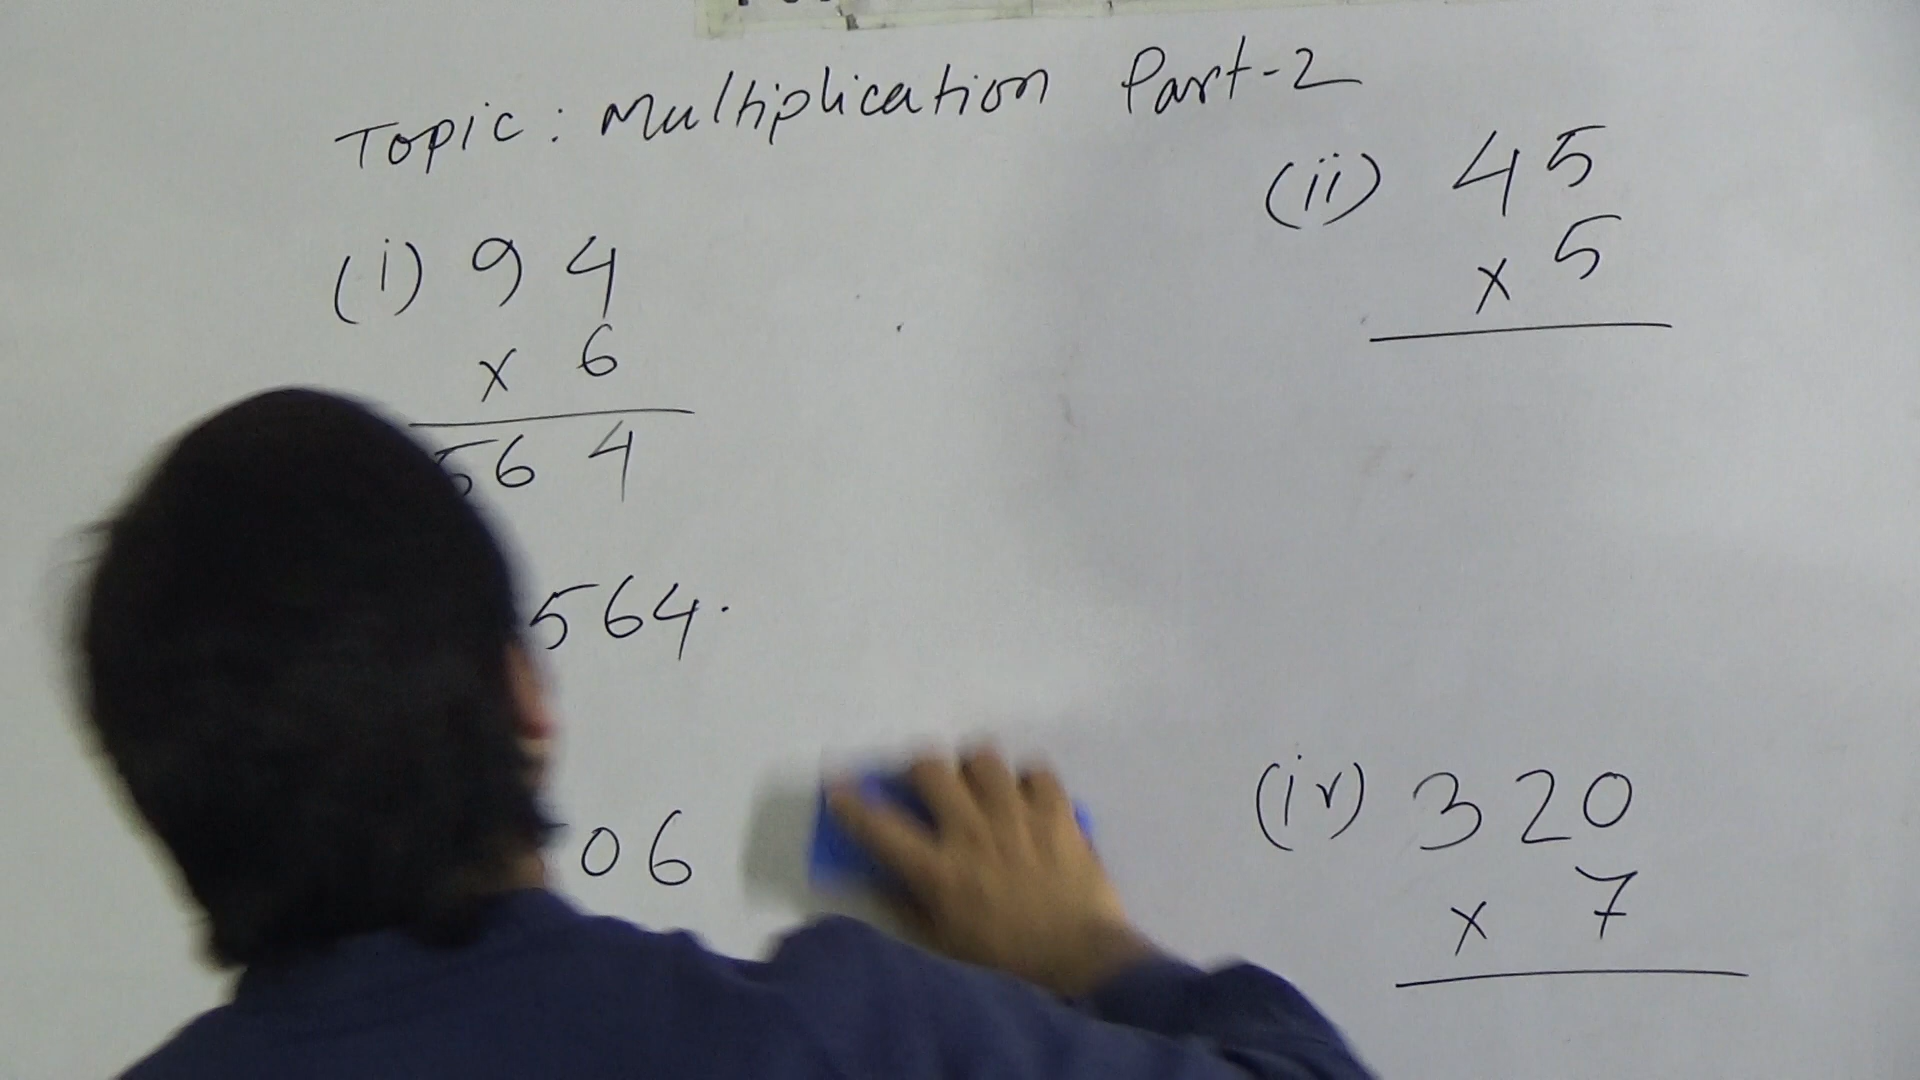 Topic: Multiplication Part-2
(i) 94
x 6
564
564.
06
(ii) 45
x 5
(iv) 320
x 7